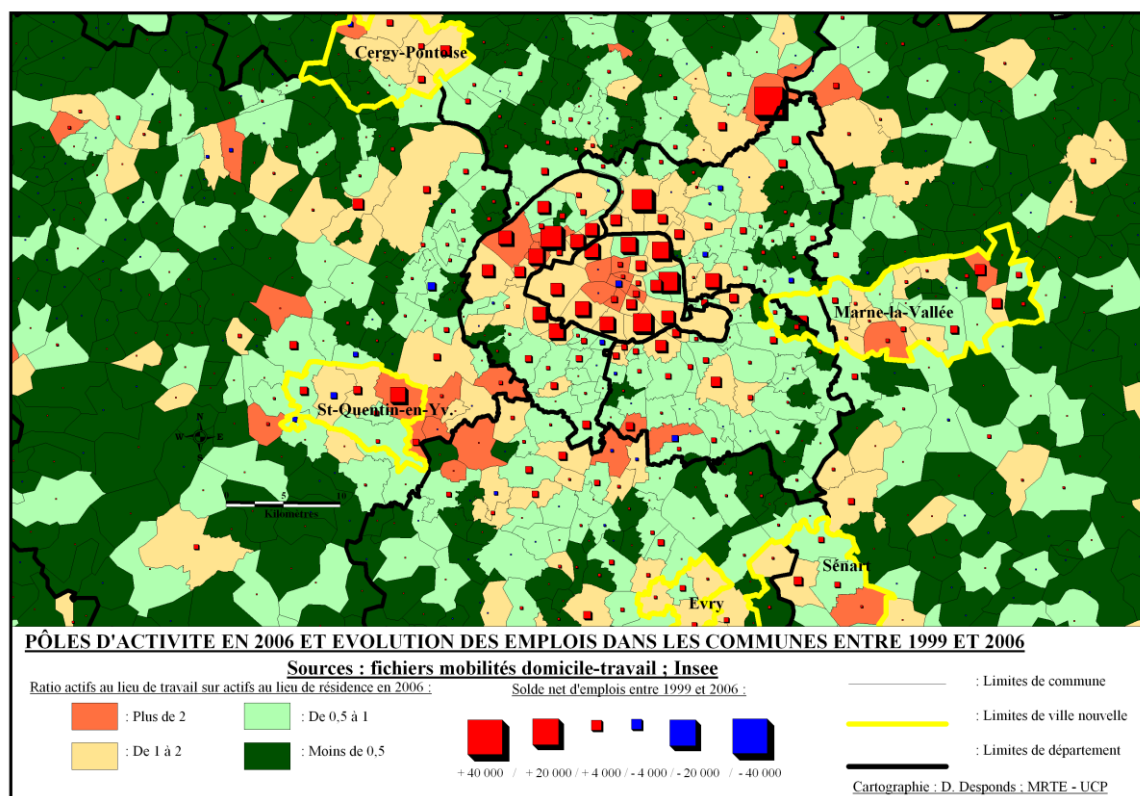 Cergy-Pontoise
Marne-la-Vallée
St-Quentin-en-Yv.
N
W E
S
0 5 10
Kilomètres
Sénart
Evry
PÔLES D'ACTIVITE EN 2006 ET EVOLUTION DES EMPLOIS DANS LES COMMUNES ENTRE 1999 ET 2006
Sources : fichiers mobilités domicile-travail ; Insee
Ratio actifs au lieu de travail sur actifs au lieu de résidence en 2006 :
: Plus de 2
: De 0,5 à 1
: De 1 à 2
: Moins de 0,5
Solde net d'emplois entre 1999 et 2006 :
+ 40 000 / + 20 000 / + 4 000 / - 4 000 / - 20 000 / - 40 000
: Limites de commune
: Limites de ville nouvelle
: Limites de département
Cartographie : D. Desponds ; MRTE - UCP